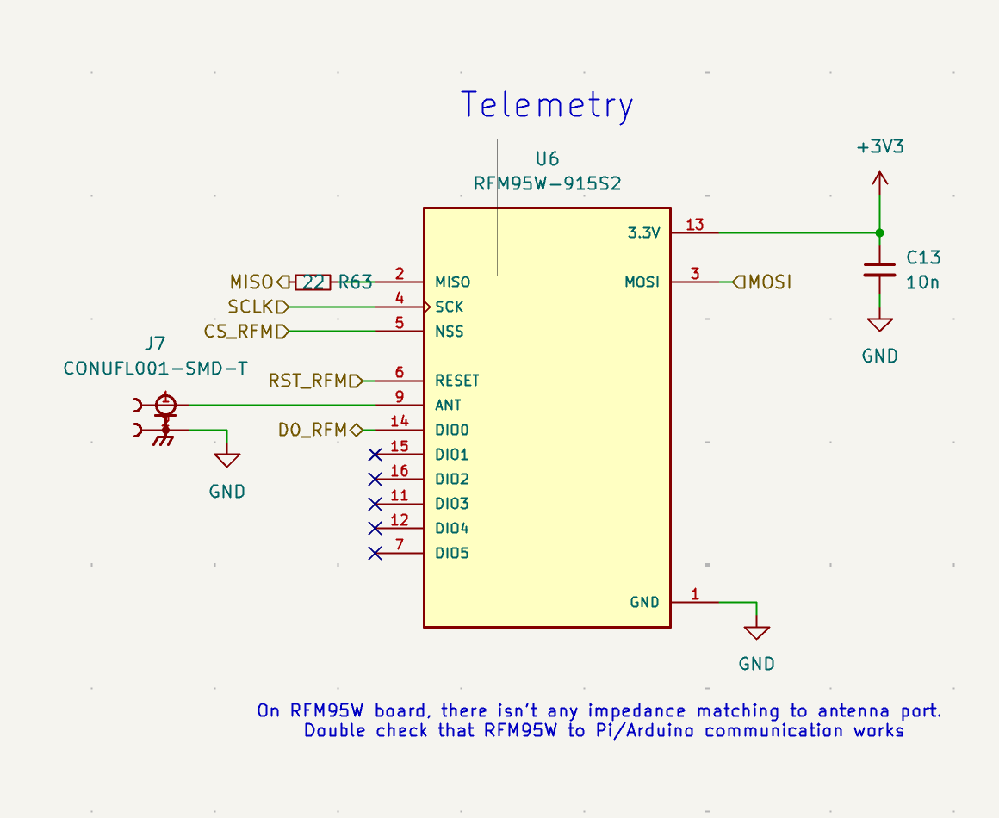 Telemetry
U6
RFM95W-915S2
+3V3
3.3V 13
C13
10n
GND
MISO 22 R63 2 MISO
MOSI 3 MOSI
SCLK 4 SCK
CS_RFM 5 NSS
J7
CONUFL001-SMD-T
1
RST_RFM 6 RESET
9 ANT
D0_RFM 14 DIO0
GND
15 DIO1
16 DIO2
11 DIO3
12 DIO4
7 DIO5
GND 1
GND
On RFM95W board, there isn't any impedance matching to antenna port.
Double check that RFM95W to Pi/Arduino communication works